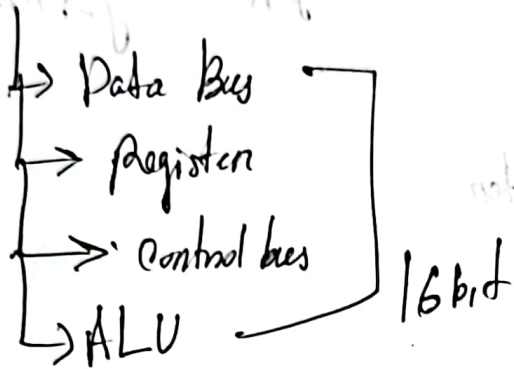 Data Bus
Register
Control bus
16 bit
ALU